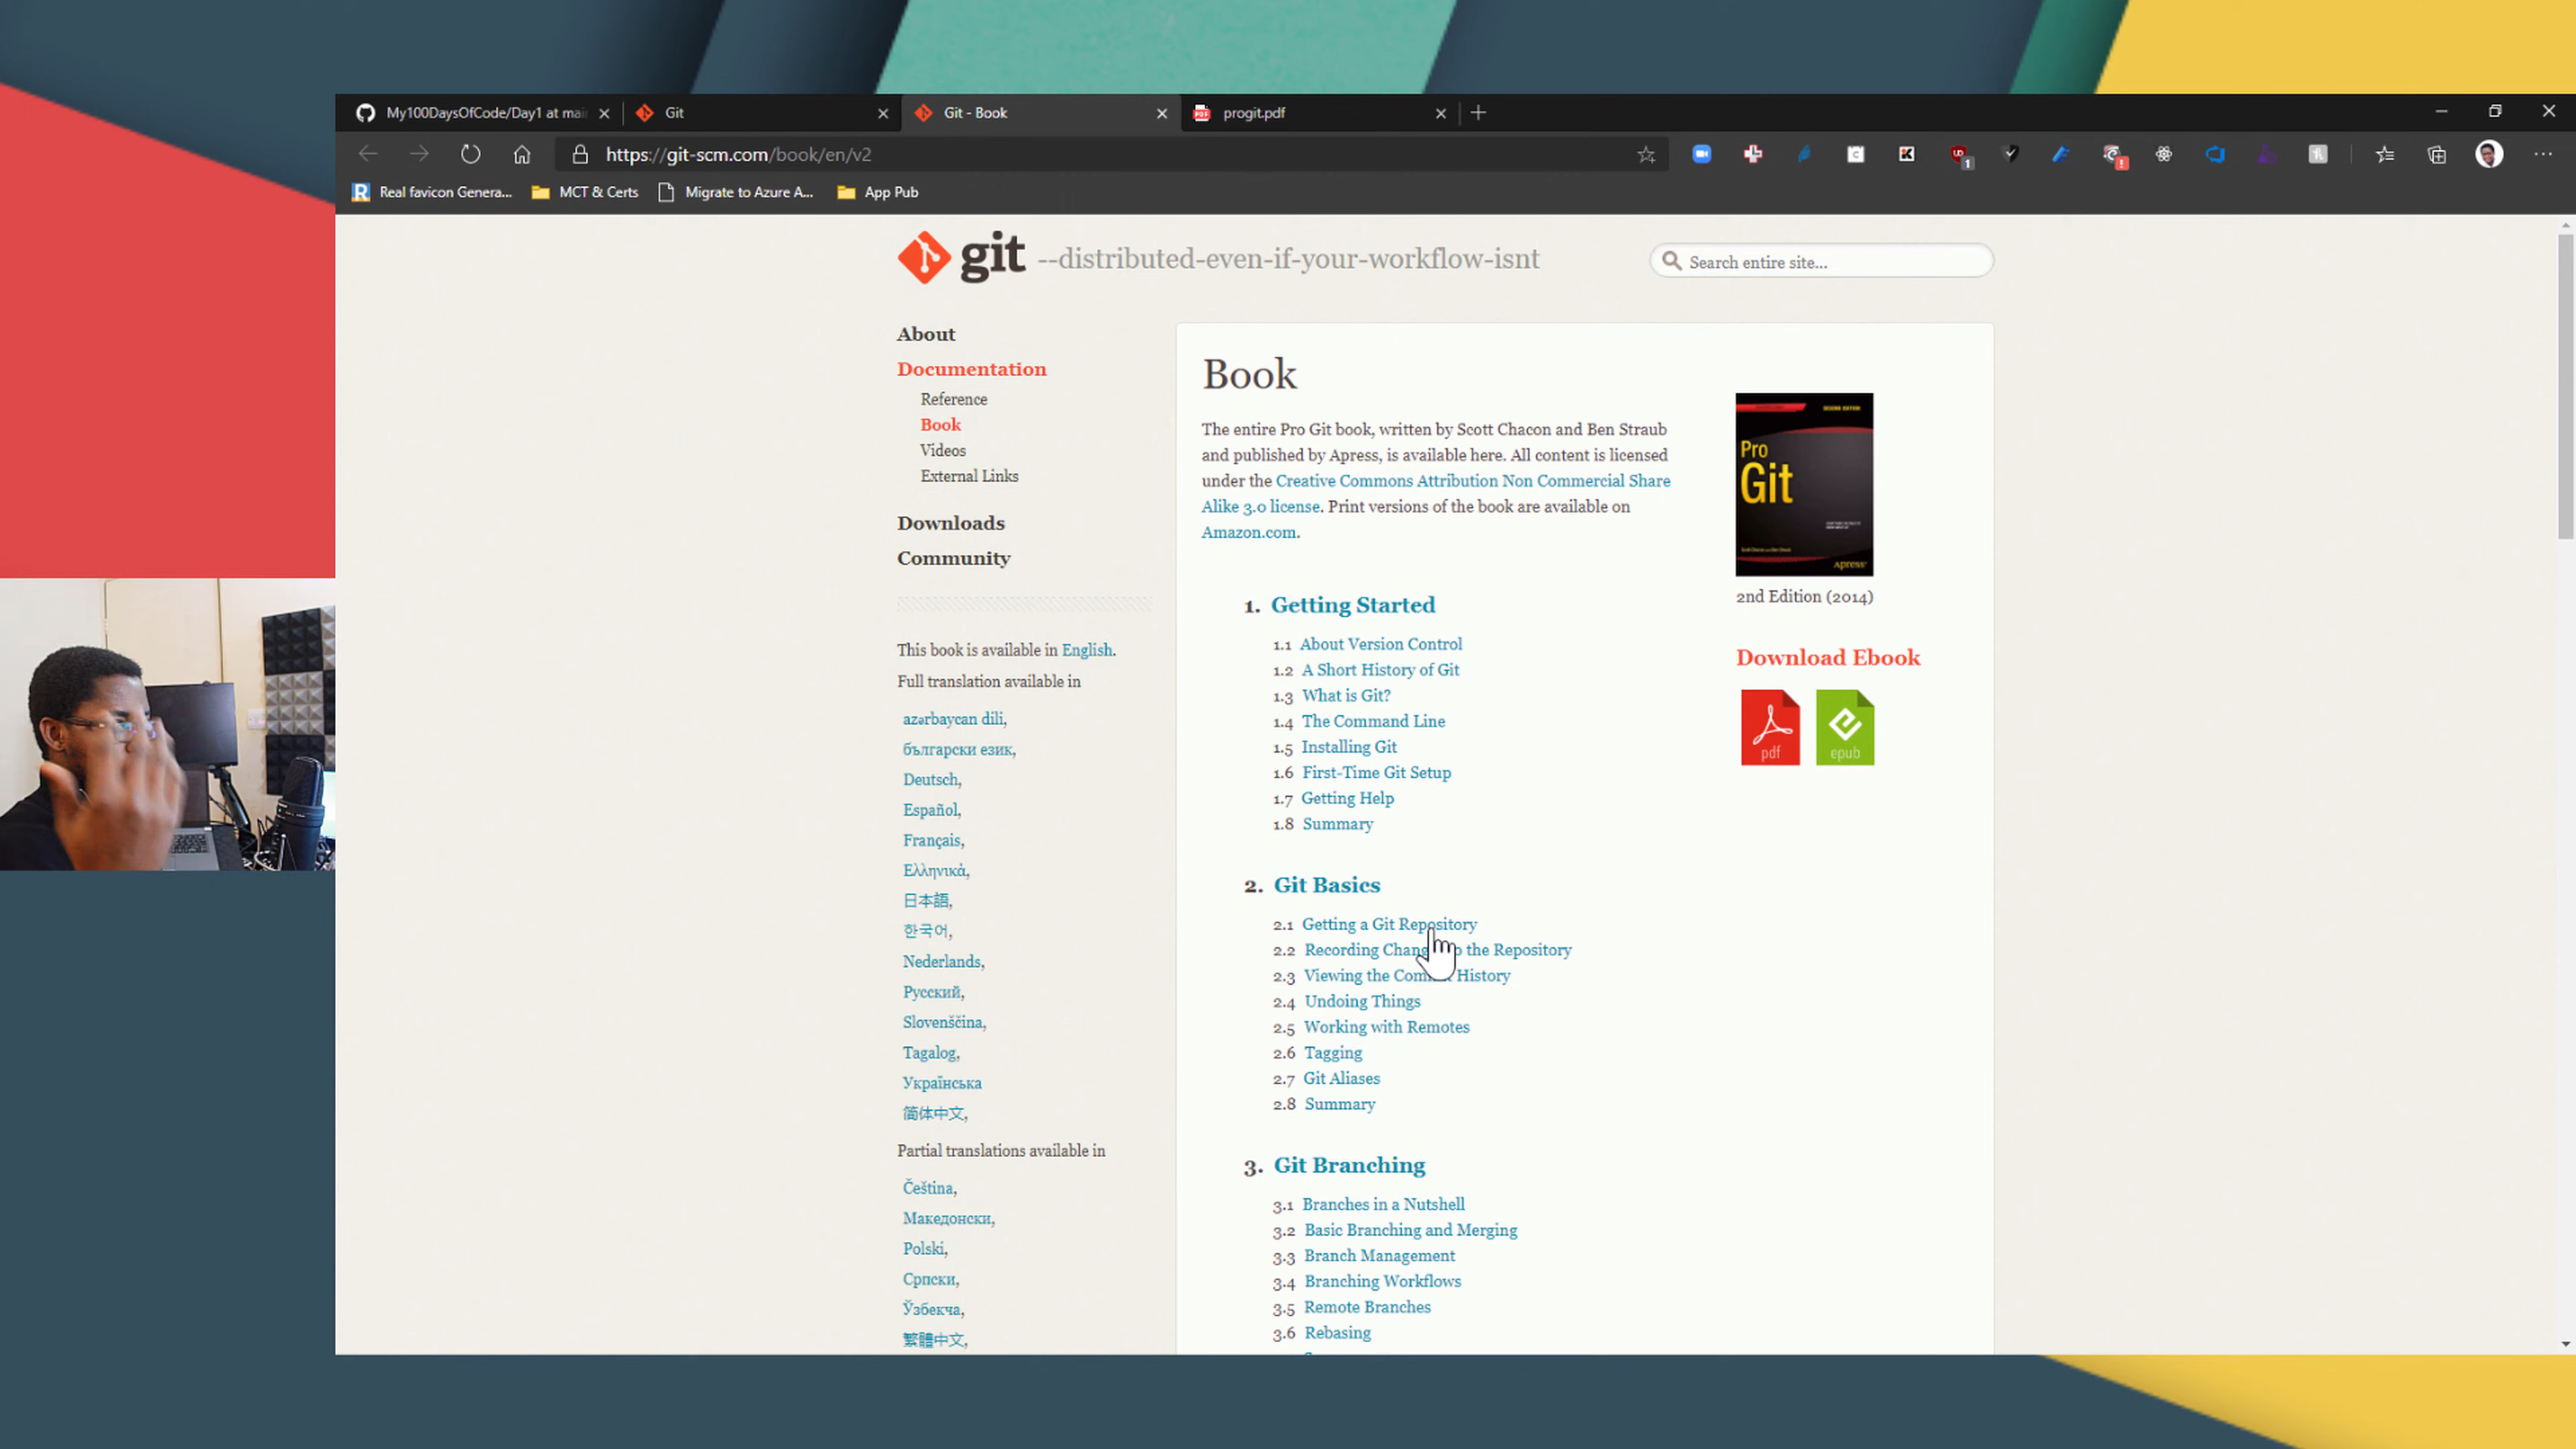 My100DaysOfCode/Day1 at mai
Git
Git - Book
progit.pdf
https://git-scm.com/book/en/v2
1
Real favicon Genera...
MCT & Certs
Migrate to Azure A...
App Pub
git --distributed-even-if-your-workflow-isnt
Search entire site...
About
Documentation
Reference
Book
Videos
External Links
Downloads
Community
This book is available in English.
Full translation available in
azərbaycan dili,
български език,
Deutsch,
Español,
Français,
Ελληνικά,
日本語,
한국어,
Nederlands,
Русский,
Slovenščina,
Tagalog,
Українська
简体中文,
Partial translations available in
Čeština,
Македонски,
Polski,
Српски,
Ўзбекча,
繁體中文,
Book
The entire Pro Git book, written by Scott Chacon and Ben Straub
and published by Apress, is available here. All content is licensed
under the Creative Commons Attribution Non Commercial Share
Alike 3.0 license. Print versions of the book are available on
Amazon.com.
1. Getting Started
1.1 About Version Control
1.2 A Short History of Git
1.3 What is Git?
1.4 The Command Line
1.5 Installing Git
1.6 First-Time Git Setup
1.7 Getting Help
1.8 Summary
2. Git Basics
2.1 Getting a Git Repository
2.2 Recording Chang the Repository
2.3 Viewing the Com History
2.4 Undoing Things
2.5 Working with Remotes
2.6 Tagging
2.7 Git Aliases
2.8 Summary
3. Git Branching
3.1 Branches in a Nutshell
3.2 Basic Branching and Merging
3.3 Branch Management
3.4 Branching Workflows
3.5 Remote Branches
3.6 Rebasing
Pro
Git
Apress
2nd Edition (2014)
Download Ebook
pdf
epub